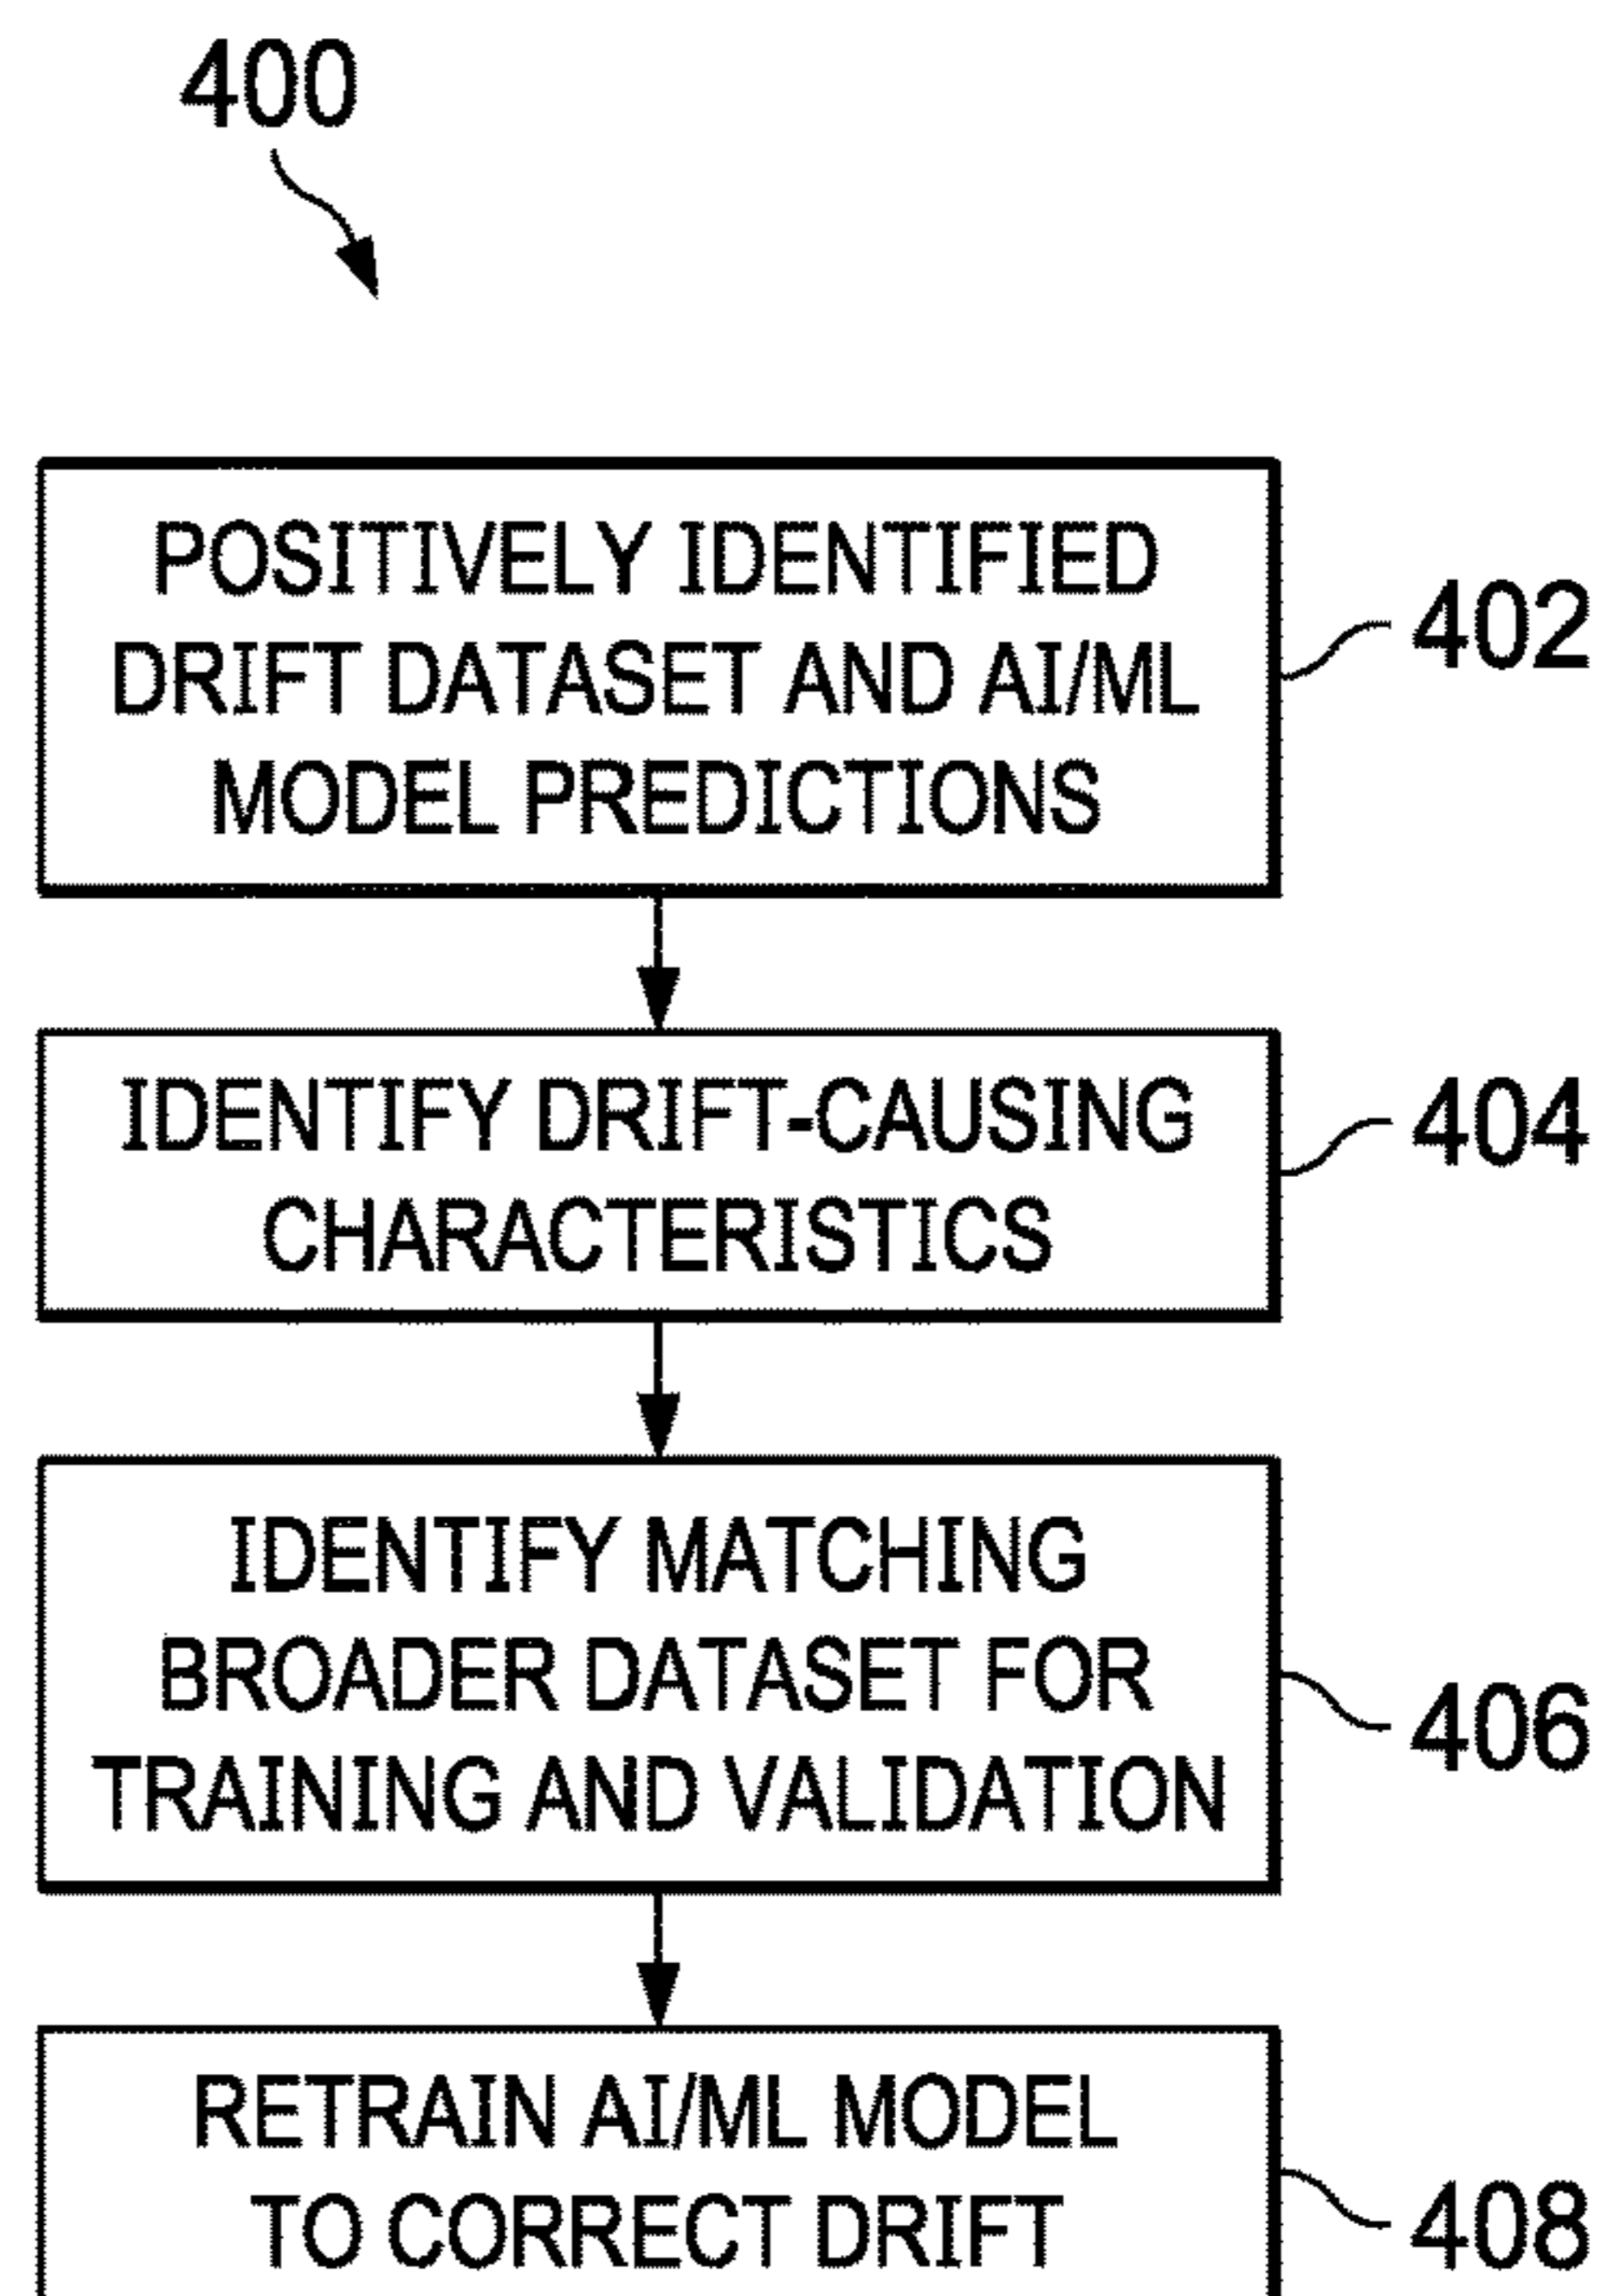 400
POSITIVELY IDENTIFIED
DRIFT DATASET AND AI/ML
MODEL PREDICTIONS
402
IDENTIFY DRIFT-CAUSING
CHARACTERISTICS
404
IDENTIFY MATCHING
BROADER DATASET FOR
TRAINING AND VALIDATION
406
RETRAIN AI/ML MODEL
TO CORRECT DRIFT
408